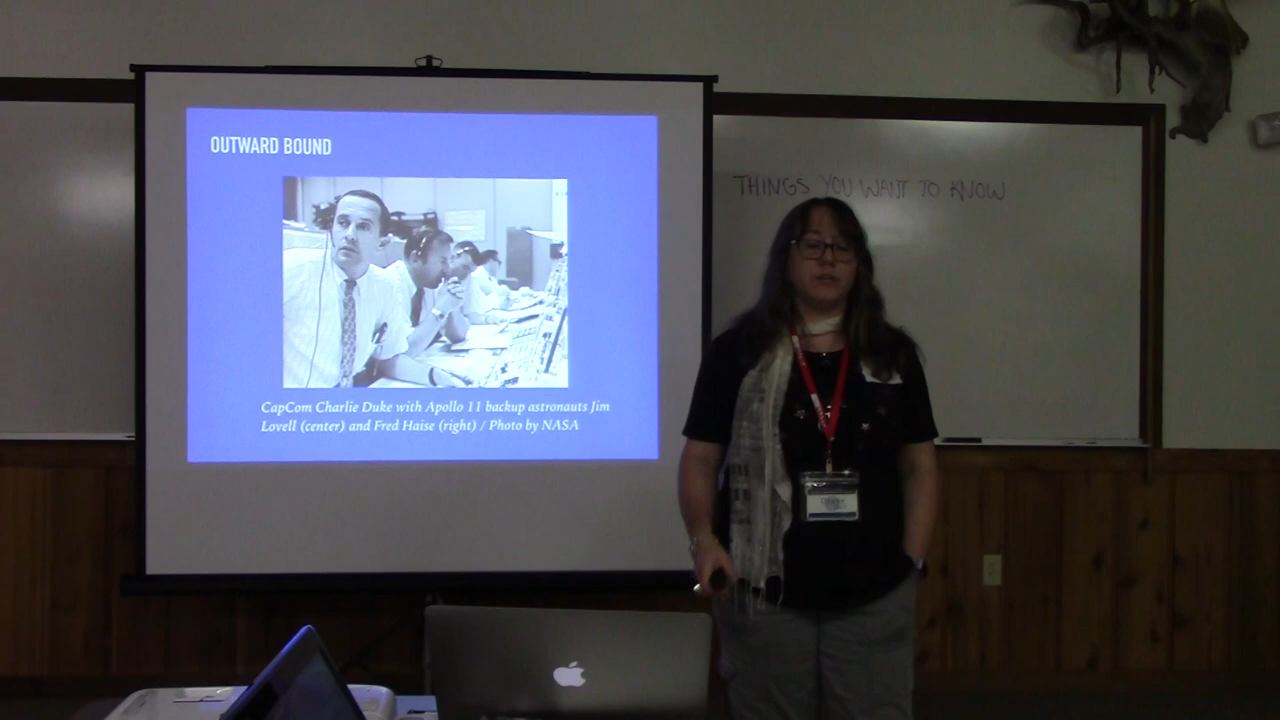 OUTWARD BOUND
CapCom Charlie Duke with Apollo 11 backup astronauts Jim
Lovell (center) and Fred Haise (right) / Photo by NASA
THINGS YOU WANT TO KNOW